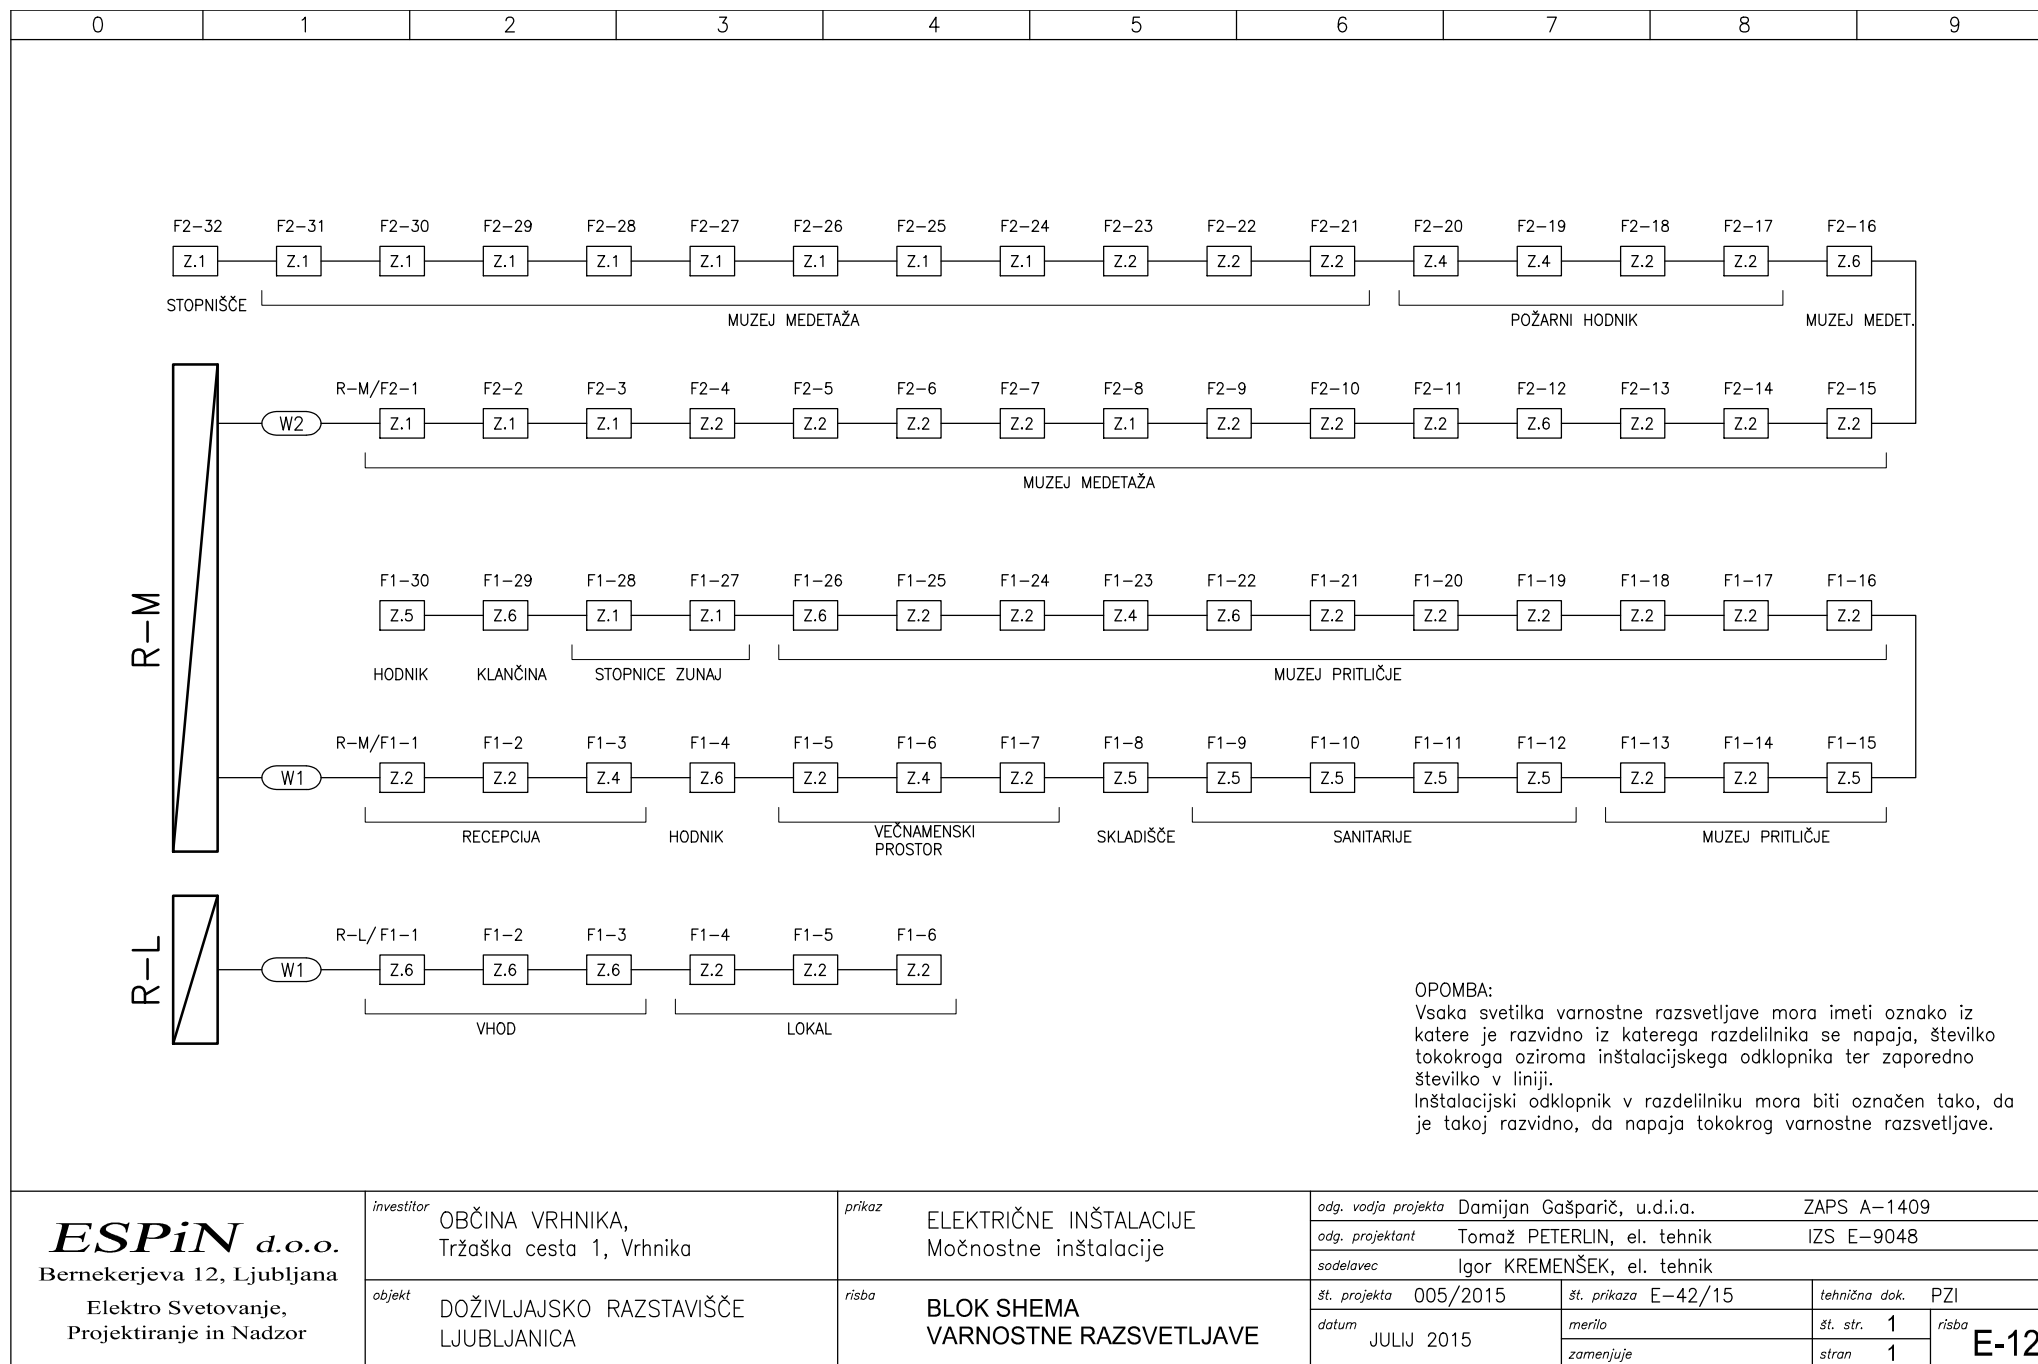 0 1 2 3 4 5 6 7 8 9
F2-32 F2-31 F2-30 F2-29 F2-28 F2-27 F2-26 F2-25 F2-24 F2-23 F2-22 F2-21 F2-20 F2-19 F2-18 F2-17 F2-16
Z.1 Z.1 Z.1 Z.1 Z.1 Z.1 Z.1 Z.1 Z.1 Z.2 Z.2 Z.2 Z.4 Z.4 Z.2 Z.2 Z.6
STOPNIŠČE MUZEJ MEDETAŽA POŽARNI HODNIK MUZEJ MEDET.
R-M/F2-1 F2-2 F2-3 F2-4 F2-5 F2-6 F2-7 F2-8 F2-9 F2-10 F2-11 F2-12 F2-13 F2-14 F2-15
W2 Z.1 Z.1 Z.1 Z.2 Z.2 Z.2 Z.2 Z.1 Z.2 Z.2 Z.2 Z.6 Z.2 Z.2 Z.2
MUZEJ MEDETAŽA
R-M
F1-30 F1-29 F1-28 F1-27 F1-26 F1-25 F1-24 F1-23 F1-22 F1-21 F1-20 F1-19 F1-18 F1-17 F1-16
Z.5 Z.6 Z.1 Z.1 Z.6 Z.2 Z.2 Z.4 Z.6 Z.2 Z.2 Z.2 Z.2 Z.2 Z.2
HODNIK KLANČINA STOPNICE ZUNAJ MUZEJ PRITLIČJE
R-M/F1-1 F1-2 F1-3 F1-4 F1-5 F1-6 F1-7 F1-8 F1-9 F1-10 F1-11 F1-12 F1-13 F1-14 F1-15
W1 Z.2 Z.2 Z.4 Z.6 Z.2 Z.4 Z.2 Z.5 Z.5 Z.5 Z.5 Z.5 Z.2 Z.2 Z.5
RECEPCIJA HODNIK VEČNAMENSKI
PROSTOR SKLADIŠČE SANITARIJE MUZEJ PRITLIČJE
R-L
R-L/F1-1 F1-2 F1-3 F1-4 F1-5 F1-6
W1 Z.6 Z.6 Z.6 Z.2 Z.2 Z.2
VHOD LOKAL
OPOMBA:
Vsaka svetilka varnostne razsvetljave mora imeti oznako iz
katere je razvidno iz katerega razdelilnika se napaja, številko
tokokroga oziroma inštalacijskega odklopnika ter zaporedno
številko v liniji.
Inštalacijski odklopnik v razdelilniku mora biti označen tako, da
je takoj razvidno, da napaja tokokrog varnostne razsvetljave.
ESPiN d.o.o.
Bernekerjeva 12, Ljubljana
Elektro Svetovanje,
Projektiranje in Nadzor
investitor
OBČINA VRHNIKA,
Tržaška cesta 1, Vrhnika
objekt
DOŽIVLJAJSKO RAZSTAVIŠČE
LJUBLJANICA
prikaz
ELEKTRIČNE INŠTALACIJE
Močnostne inštalacije
risba
BLOK SHEMA
VARNOSTNE RAZSVETLJAVE
odg. vodja projekta Damijan Gašparič, u.d.i.a. ZAPS A-1409
odg. projektant Tomaž PETERLIN, el. tehnik IZS E-9048
sodelavec Igor KREMENŠEK, el. tehnik
št. projekta 005/2015 št. prikaza E-42/15 tehnična dok. PZI
datum JULIJ 2015 merilo št. str. 1
zamenjuje stran 1
risba E-12